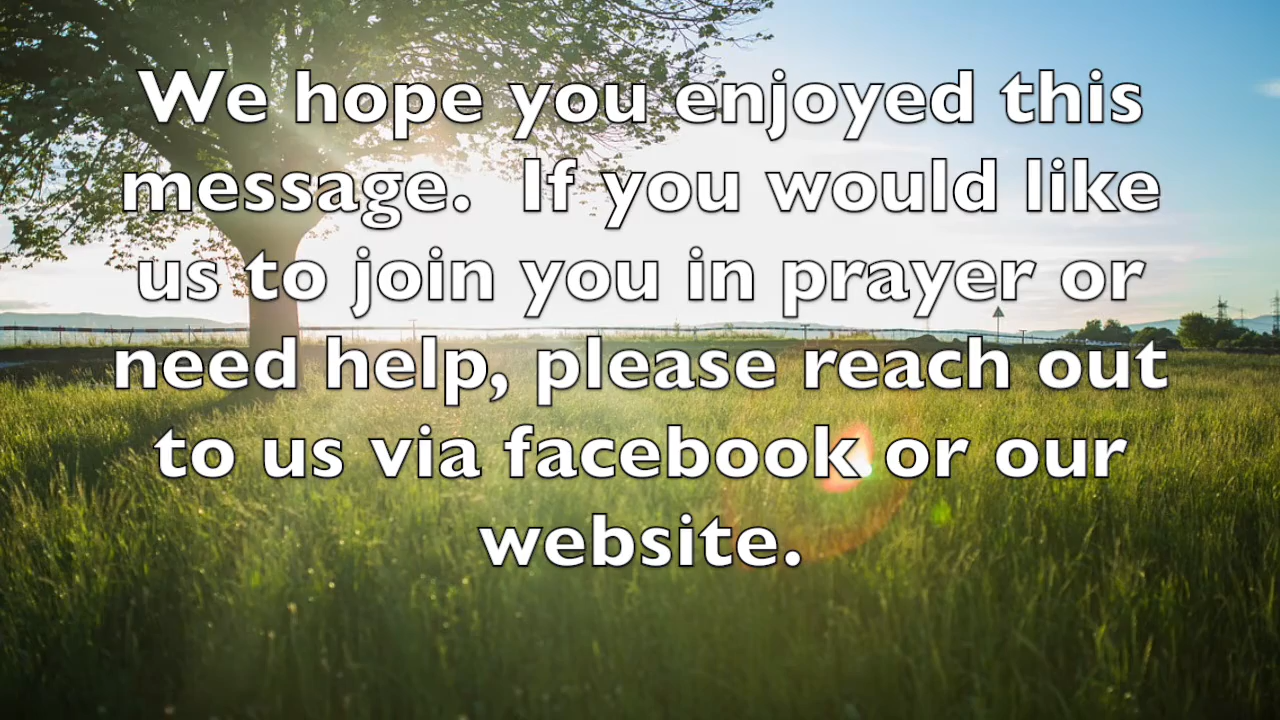 We hope you enjoyed this
message.  If you would like
us to join you in prayer or
need help, please reach out
to us via facebook or our
website.